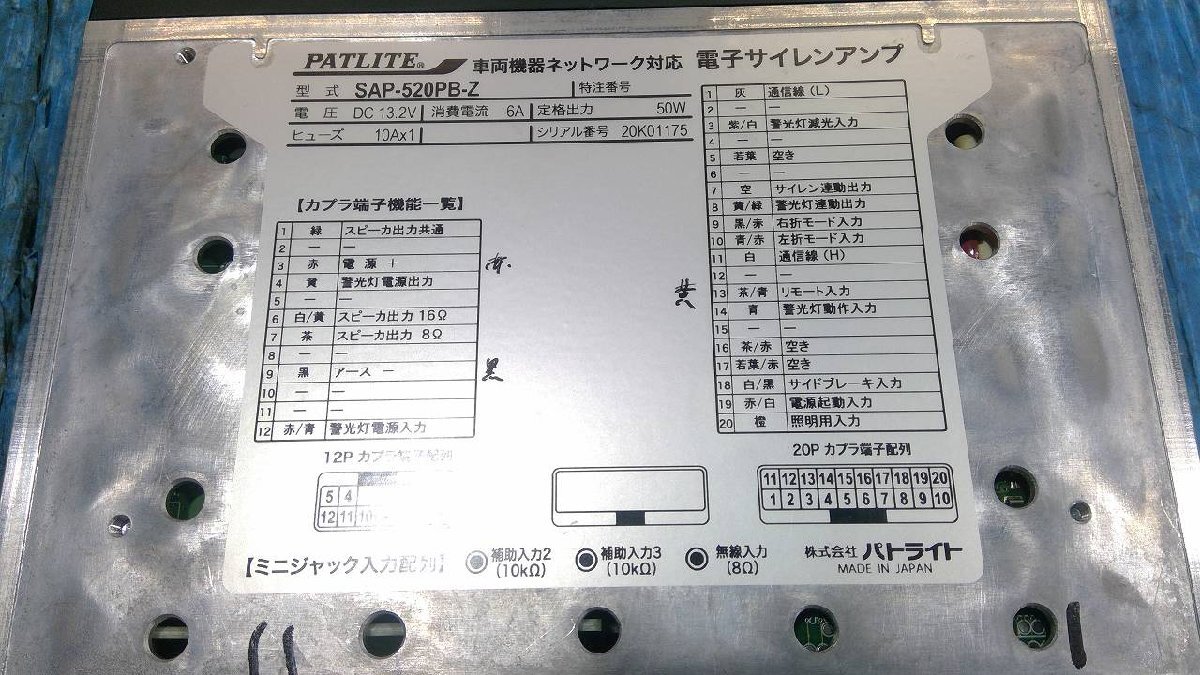 PATLITE® 車両機器ネットワーク対応 電子サイレンアンプ
型 式 SAP-520PB-Z 特注番号
電 圧 DC 13.2V 消費電流 6A 定格出力 50W
ヒューズ 10A×1 シリアル番号 20K01175
【カプラ端子機能一覧】
1 緑 スピーカ出力共通
2 — —
3 赤 電 源 +
4 黄 警光灯電源出力
5 — —
6 白/黄 スピーカ出力 16Ω
7 茶 スピーカ出力 8Ω
8 — —
9 黒 アース −
10 — —
11 — —
12 赤/青 警光灯電源入力
黒
黄
1 灰 通信線(L)
2 — —
3 紫/白 警光灯減光入力
4 — —
5 若葉 空き
6 — —
7 空 サイレン連動出力
8 黄/緑 警光灯連動出力
9 黒/赤 右折モード入力
10 青/赤 左折モード入力
11 白 通信線(H)
12 — —
13 茶/青 リモート入力
14 青 警光灯動作入力
15 — —
16 茶/赤 空き
17 若葉/赤 空き
18 白/黒 サイドブレーキ入力
19 赤/白 電源起動入力
20 橙 照明用入力
12P カプラ端子配列
5 4
12 11 10
20P カプラ端子配列
11 12 13 14 15 16 17 18 19 20
1 2 3 4 5 6 7 8 9 10
【ミニジャック入力配列】
補助入力2
(10kΩ)
補助入力3
(10kΩ)
無線入力
(8Ω)
株式会社 パトライト
MADE IN JAPAN